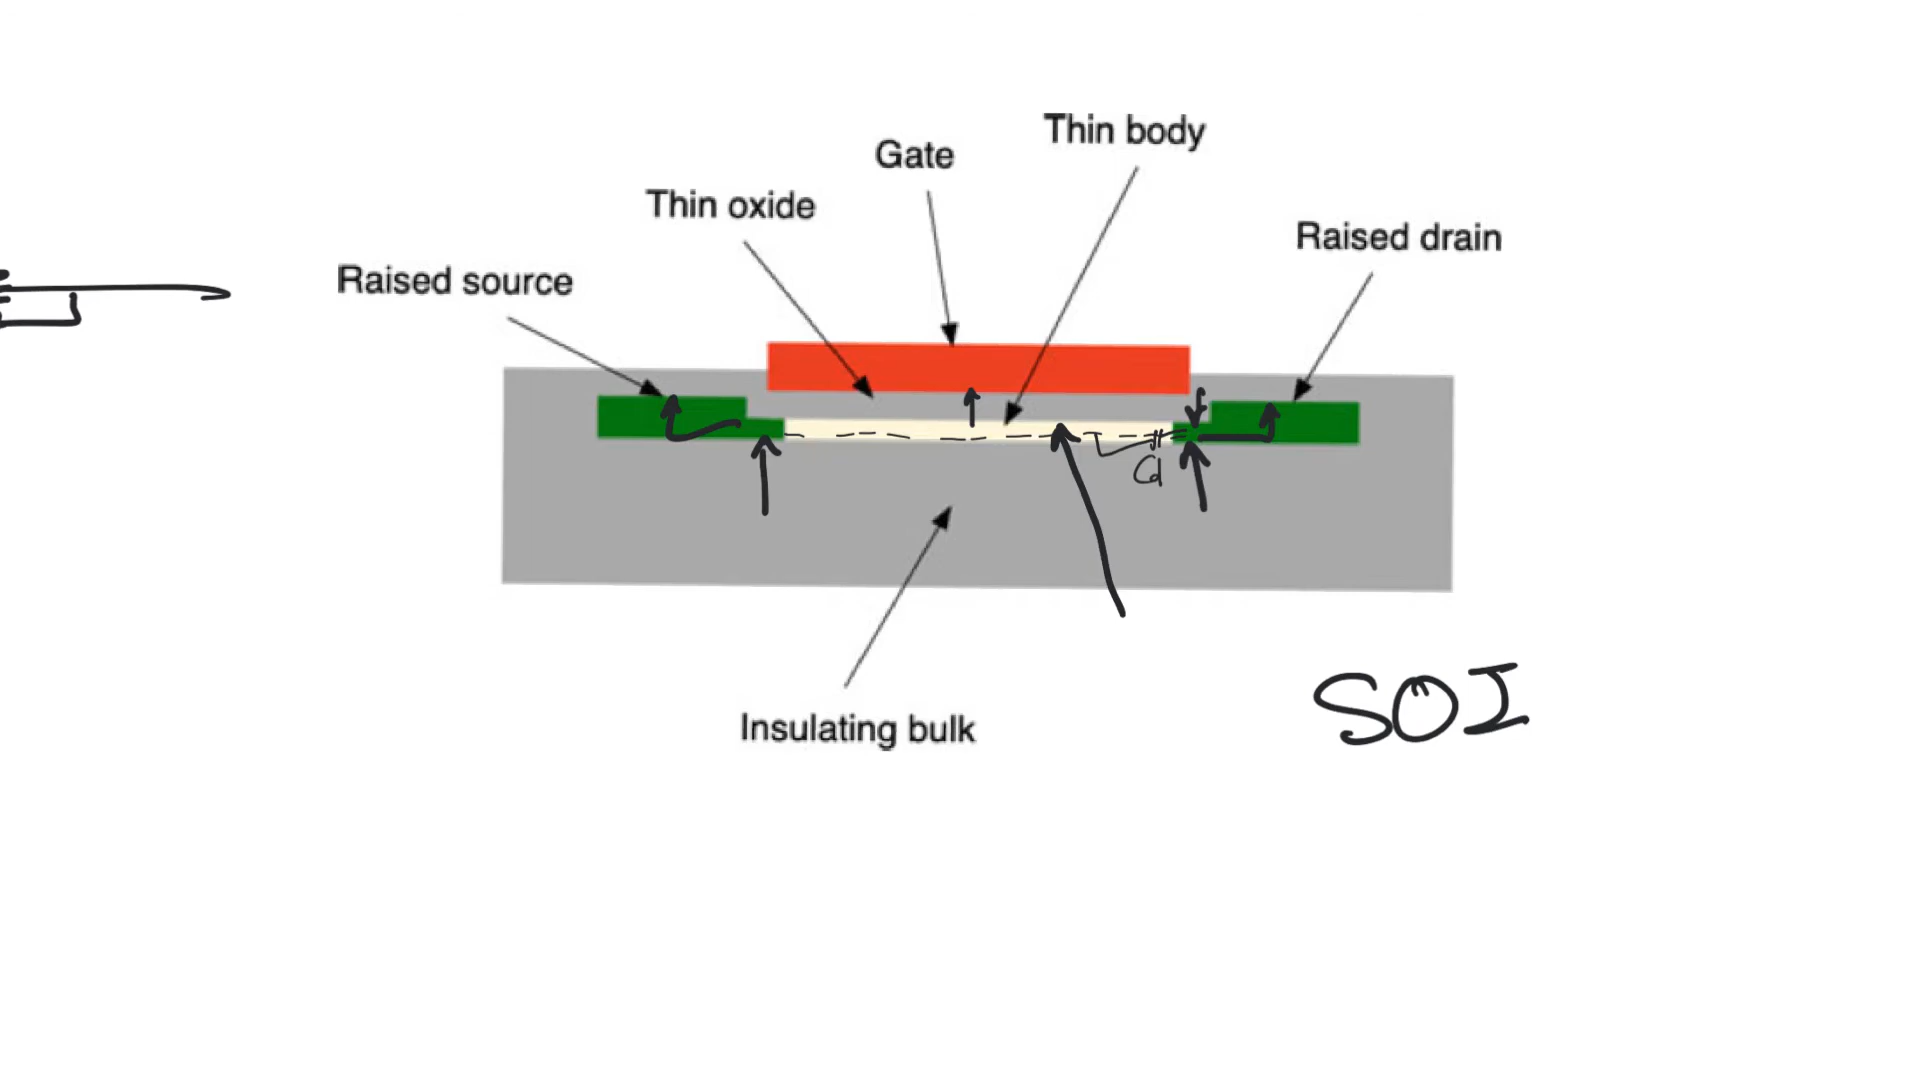 Thin body
Gate
Thin oxide
Raised drain
Raised source
Cd
Insulating bulk
SOI